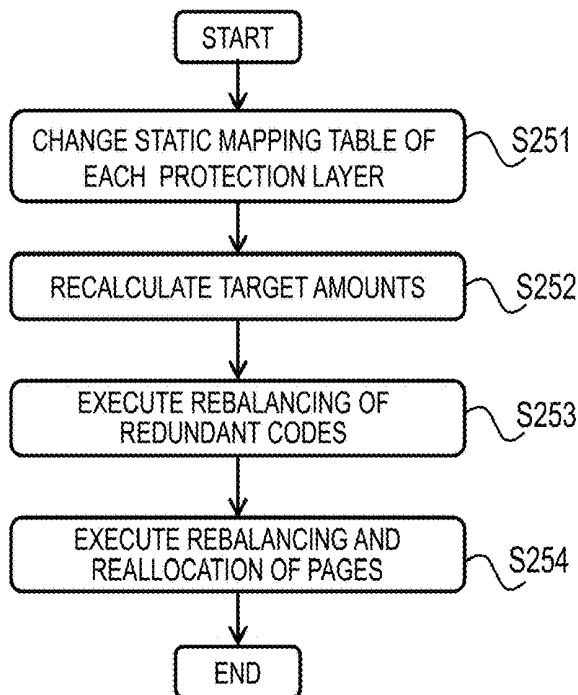 START
CHANGE STATIC MAPPING TABLE OF
EACH PROTECTION LAYER
S251
RECALCULATE TARGET AMOUNTS
S252
EXECUTE REBALANCING OF
REDUNDANT CODES
S253
EXECUTE REBALANCING AND
REALLOCATION OF PAGES
S254
END